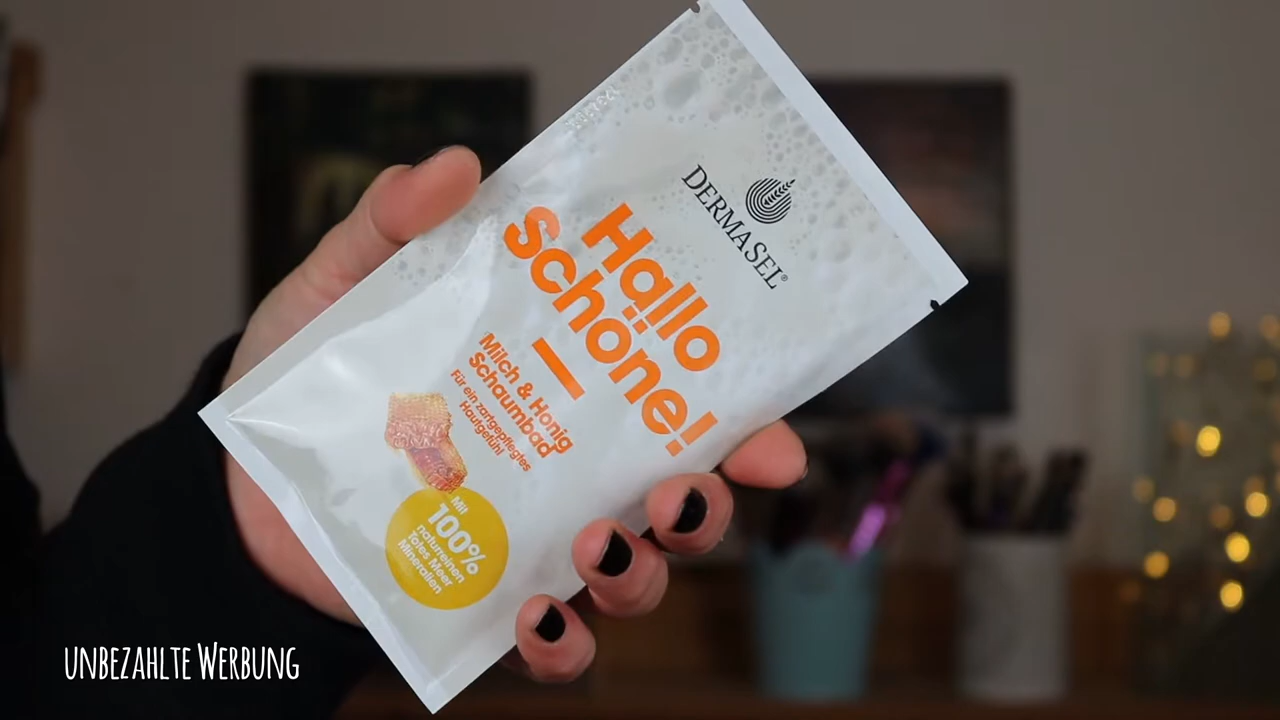 DERMASEL®
Hallo
Schöne!
Milch & Honig
Schaumbad
Für ein zartgepflegtes
Hautgefühl
Mit
100%
naturreinen
Totes Meer
Mineralien
UNBEZAHLTE WERBUNG